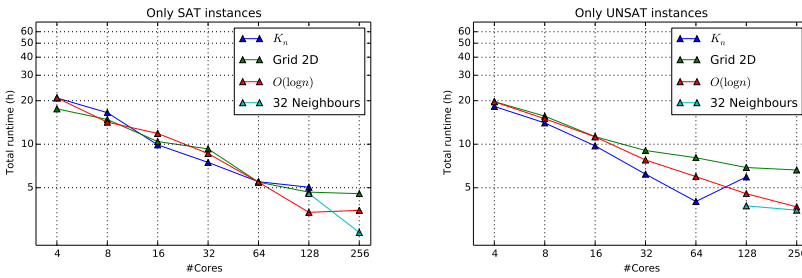 Only SAT instances
Total runtime (h)
60
50
40
30
20
10
5
K_n
Grid 2D
O(logn)
32 Neighbours
4 8 16 32 64 128 256
#Cores
Only UNSAT instances
Total runtime (h)
60
50
40
30
20
10
5
K_n
Grid 2D
O(logn)
32 Neighbours
4 8 16 32 64 128 256
#Cores